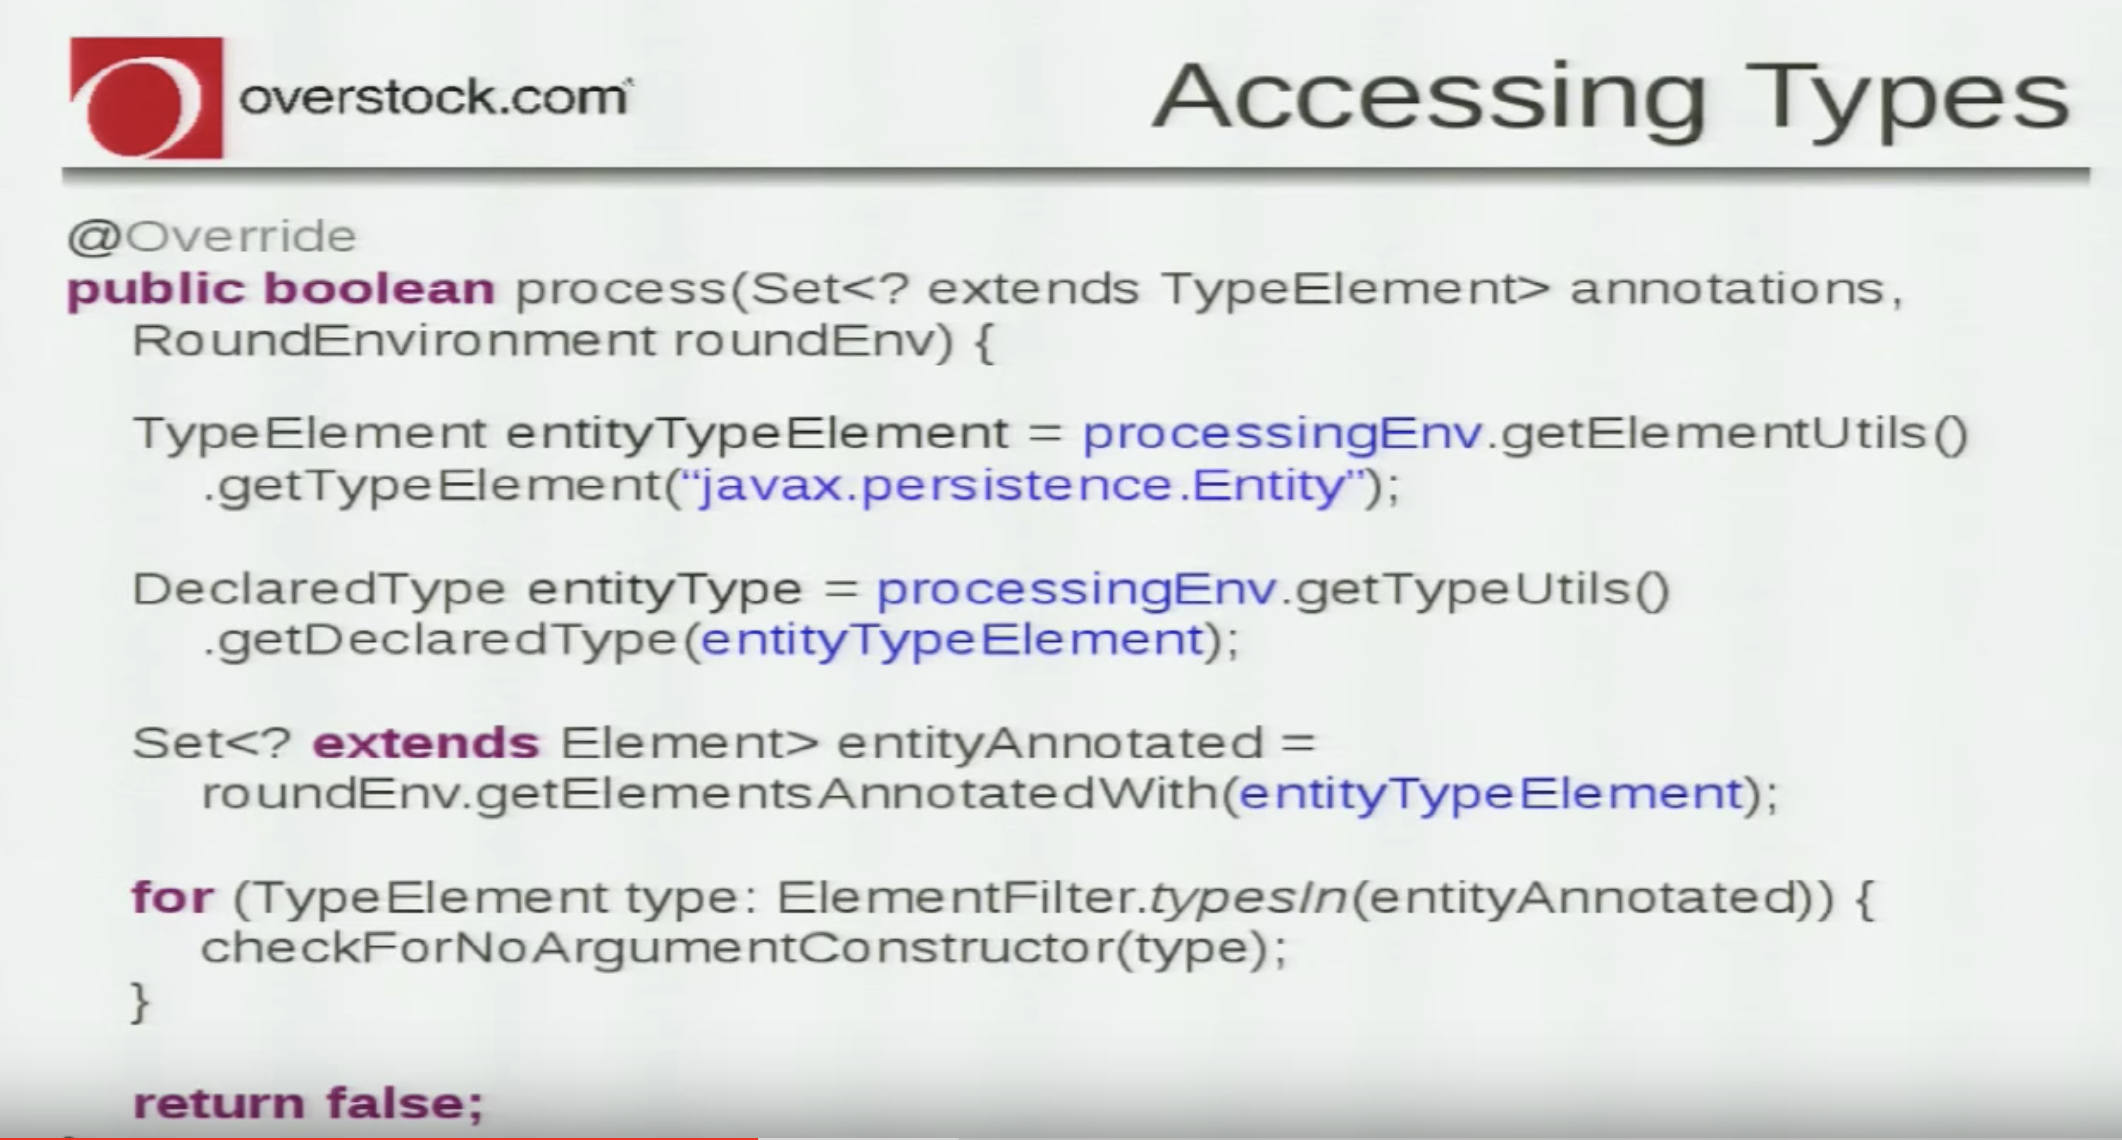 overstock.com
Accessing Types
@Override
public boolean process(Set<? extends TypeElement> annotations,
RoundEnvironment roundEnv) {
TypeElement entityTypeElement = processingEnv.getElementUtils()
.getTypeElement(“javax.persistence.Entity”);
DeclaredType entityType = processingEnv.getTypeUtils()
.getDeclaredType(entityTypeElement);
Set<? extends Element> entityAnnotated =
roundEnv.getElementsAnnotatedWith(entityTypeElement);
for (TypeElement type: ElementFilter.typesIn(entityAnnotated)) {
checkForNoArgumentConstructor(type);
}
return false;